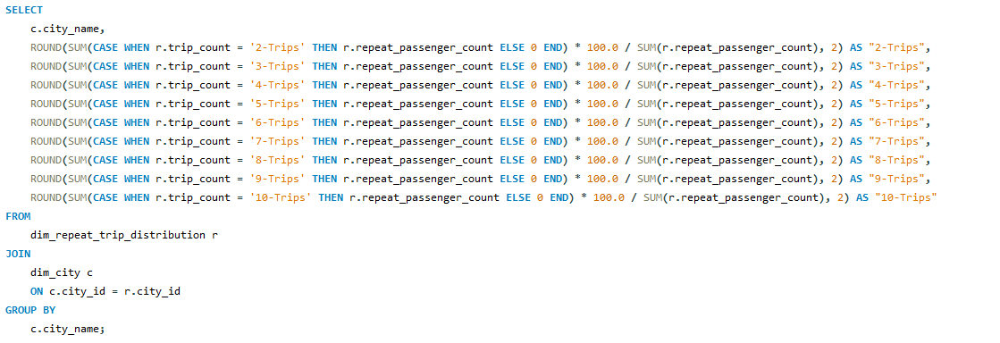 SELECT
    c.city_name,
    ROUND(SUM(CASE WHEN r.trip_count = '2-Trips' THEN r.repeat_passenger_count ELSE 0 END) * 100.0 / SUM(r.repeat_passenger_count), 2) AS "2-Trips",
    ROUND(SUM(CASE WHEN r.trip_count = '3-Trips' THEN r.repeat_passenger_count ELSE 0 END) * 100.0 / SUM(r.repeat_passenger_count), 2) AS "3-Trips",
    ROUND(SUM(CASE WHEN r.trip_count = '4-Trips' THEN r.repeat_passenger_count ELSE 0 END) * 100.0 / SUM(r.repeat_passenger_count), 2) AS "4-Trips",
    ROUND(SUM(CASE WHEN r.trip_count = '5-Trips' THEN r.repeat_passenger_count ELSE 0 END) * 100.0 / SUM(r.repeat_passenger_count), 2) AS "5-Trips",
    ROUND(SUM(CASE WHEN r.trip_count = '6-Trips' THEN r.repeat_passenger_count ELSE 0 END) * 100.0 / SUM(r.repeat_passenger_count), 2) AS "6-Trips",
    ROUND(SUM(CASE WHEN r.trip_count = '7-Trips' THEN r.repeat_passenger_count ELSE 0 END) * 100.0 / SUM(r.repeat_passenger_count), 2) AS "7-Trips",
    ROUND(SUM(CASE WHEN r.trip_count = '8-Trips' THEN r.repeat_passenger_count ELSE 0 END) * 100.0 / SUM(r.repeat_passenger_count), 2) AS "8-Trips",
    ROUND(SUM(CASE WHEN r.trip_count = '9-Trips' THEN r.repeat_passenger_count ELSE 0 END) * 100.0 / SUM(r.repeat_passenger_count), 2) AS "9-Trips",
    ROUND(SUM(CASE WHEN r.trip_count = '10-Trips' THEN r.repeat_passenger_count ELSE 0 END) * 100.0 / SUM(r.repeat_passenger_count), 2) AS "10-Trips"
FROM
    dim_repeat_trip_distribution r
JOIN
    dim_city c
    ON c.city_id = r.city_id
GROUP BY
    c.city_name;